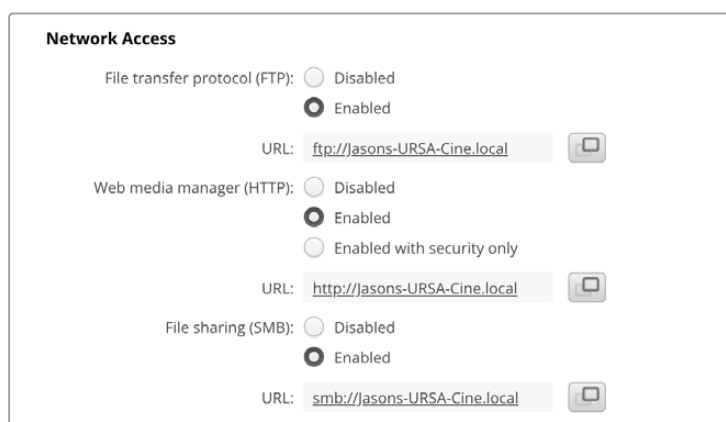 Network Access
File transfer protocol (FTP): Disabled
Enabled
URL: ftp://Jasons-URSA-Cine.local
Web media manager (HTTP): Disabled
Enabled
Enabled with security only
URL: http://Jasons-URSA-Cine.local
File sharing (SMB): Disabled
Enabled
URL: smb://Jasons-URSA-Cine.local